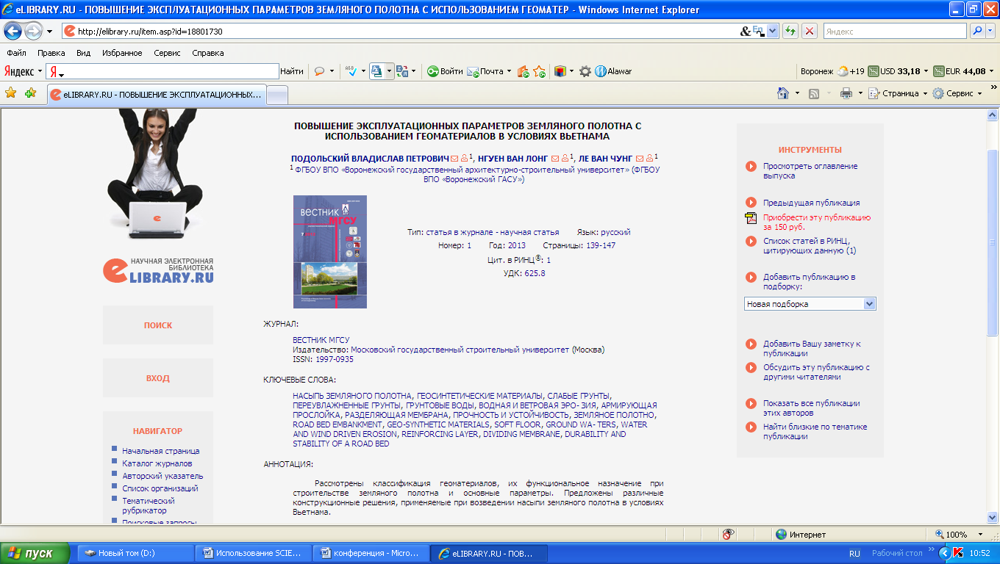 eLIBRARY.RU - ПОВЫШЕНИЕ ЭКСПЛУАТАЦИОННЫХ ПАРАМЕТРОВ ЗЕМЛЯНОГО ПОЛОТНА С ИСПОЛЬЗОВАНИЕМ ГЕОМАТЕР - Windows Internet Explorer
http://elibrary.ru/item.asp?id=18801730
Яндекс
Файл Правка Вид Избранное Сервис Справка
Яндекс Я Найти Войти Почта Alawar Воронеж +19 USD 33,18 EUR 44,08
eLIBRARY.RU - ПОВЫШЕНИЕ ЭКСПЛУАТАЦИОННЫХ... Страница Сервис
НАУЧНАЯ ЭЛЕКТРОННАЯ
БИБЛИОТЕКА
eLIBRARY.RU
ПОИСК
ВХОД
НАВИГАТОР
Начальная страница
Каталог журналов
Авторский указатель
Список организаций
Тематический
рубрикатор
Поисковые запросы
ПОВЫШЕНИЕ ЭКСПЛУАТАЦИОННЫХ ПАРАМЕТРОВ ЗЕМЛЯНОГО ПОЛОТНА С
ИСПОЛЬЗОВАНИЕМ ГЕОМАТЕРИАЛОВ В УСЛОВИЯХ ВЬЕТНАМА
ПОДОЛЬСКИЙ ВЛАДИСЛАВ ПЕТРОВИЧ 1, НГУЕН ВАН ЛОНГ 1, ЛЕ ВАН ЧУНГ 1
1 ФГБОУ ВПО «Воронежский государственный архитектурно-строительный университет» (ФГБОУ
ВПО «Воронежский ГАСУ»)
ВЕСТНИК
МГСУ
Тип: статья в журнале - научная статья Язык: русский
Номер: 1 Год: 2013 Страницы: 139-147
Цит. в РИНЦ®: 1
УДК: 625.8
ЖУРНАЛ:
ВЕСТНИК МГСУ
Издательство: Московский государственный строительный университет (Москва)
ISSN: 1997-0935
КЛЮЧЕВЫЕ СЛОВА:
НАСЫПЬ ЗЕМЛЯНОГО ПОЛОТНА, ГЕОСИНТЕТИЧЕСКИЕ МАТЕРИАЛЫ, СЛАБЫЕ ГРУНТЫ,
ПЕРЕУВЛАЖНЕННЫЕ ГРУНТЫ, ГРУНТОВЫЕ ВОДЫ, ВОДНАЯ И ВЕТРОВАЯ ЭРО- ЗИЯ, АРМИРУЮЩАЯ
ПРОСЛОЙКА, РАЗДЕЛЯЮЩАЯ МЕМБРАНА, ПРОЧНОСТЬ И УСТОЙЧИВОСТЬ, ЗЕМЛЯНОЕ ПОЛОТНО,
ROAD BED EMBANKMENT, GEO-SYNTHETIC MATERIALS, SOFT FLOOR, GROUND WA- TERS, WATER
AND WIND DRIVEN EROSION, REINFORCING LAYER, DIVIDING MEMBRANE, DURABILITY AND
STABILITY OF A ROAD BED
АННОТАЦИЯ:
Рассмотрены классификация геоматериалов, их функциональное назначение при
строительстве земляного полотна и основные параметры. Предложены различные
конструкционные решения, применяемые при возведении насыпи земляного полотна в условиях
Вьетнама.
ИНСТРУМЕНТЫ
Просмотреть оглавление
выпуска
Предыдущая публикация
Приобрести эту публикацию
за 150 руб.
Список статей в РИНЦ,
цитирующих данную (1)
Добавить публикацию в
подборку:
Новая подборка
Добавить Вашу заметку к
публикации
Обсудить эту публикацию с
другими читателями
Показать все публикации
этих авторов
Найти близкие по тематике
публикации
Интернет 100%
пуск Новый том (D:) Использование SCIE... конференция - Micro... eLIBRARY.RU - ПОВ... RU Рабочий стол 10:52